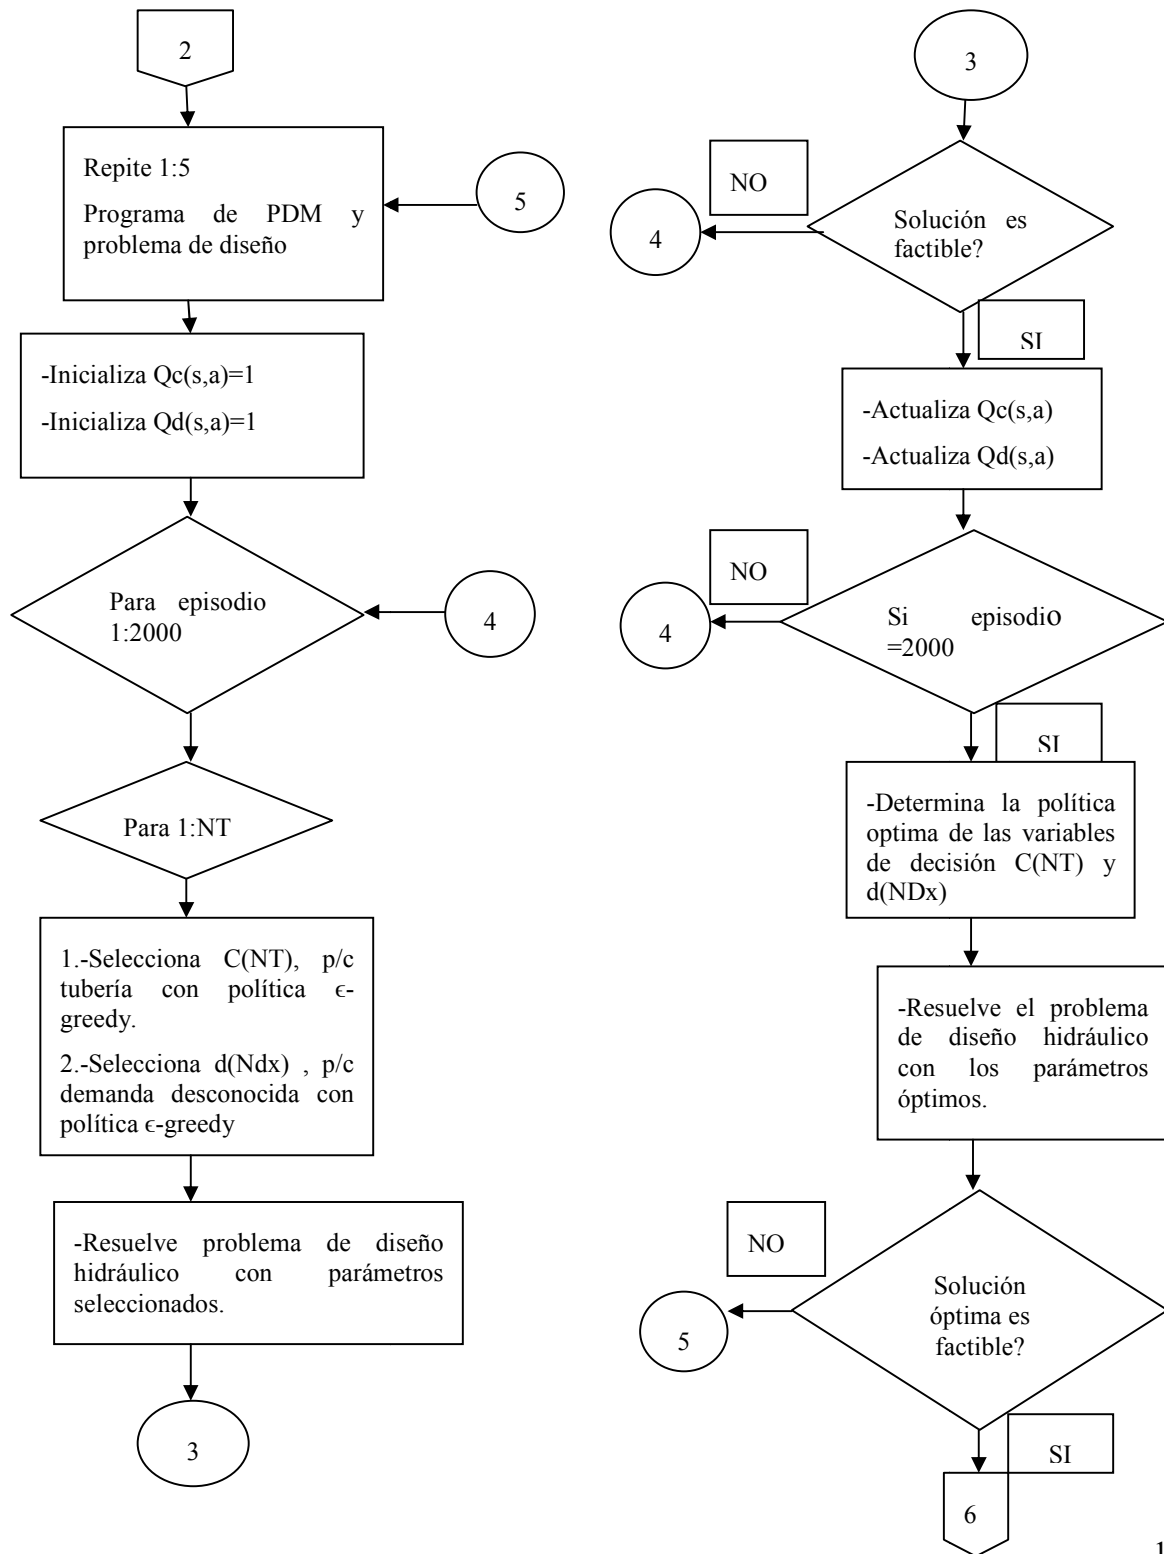 2
Repite 1:5
Programa de PDM y
problema de diseño
5
-Inicializa Qc(s,a)=1
-Inicializa Qd(s,a)=1
Para episodio
1:2000
4
Para 1:NT
1.-Selecciona C(NT), p/c
tubería con política ϵ-
greedy.
2.-Selecciona d(Ndx) , p/c
demanda desconocida con
política ϵ-greedy
-Resuelve problema de diseño
hidráulico con parámetros
seleccionados.
3
3
NO
Solución es
factible?
4
SI
-Actualiza Qc(s,a)
-Actualiza Qd(s,a)
NO
Si episodio
=2000
4
SI
-Determina la política
optima de las variables
de decisión C(NT) y
d(NDx)
-Resuelve el problema
de diseño hidráulico
con los parámetros
óptimos.
NO
Solución
óptima es
factible?
5
SI
6
1